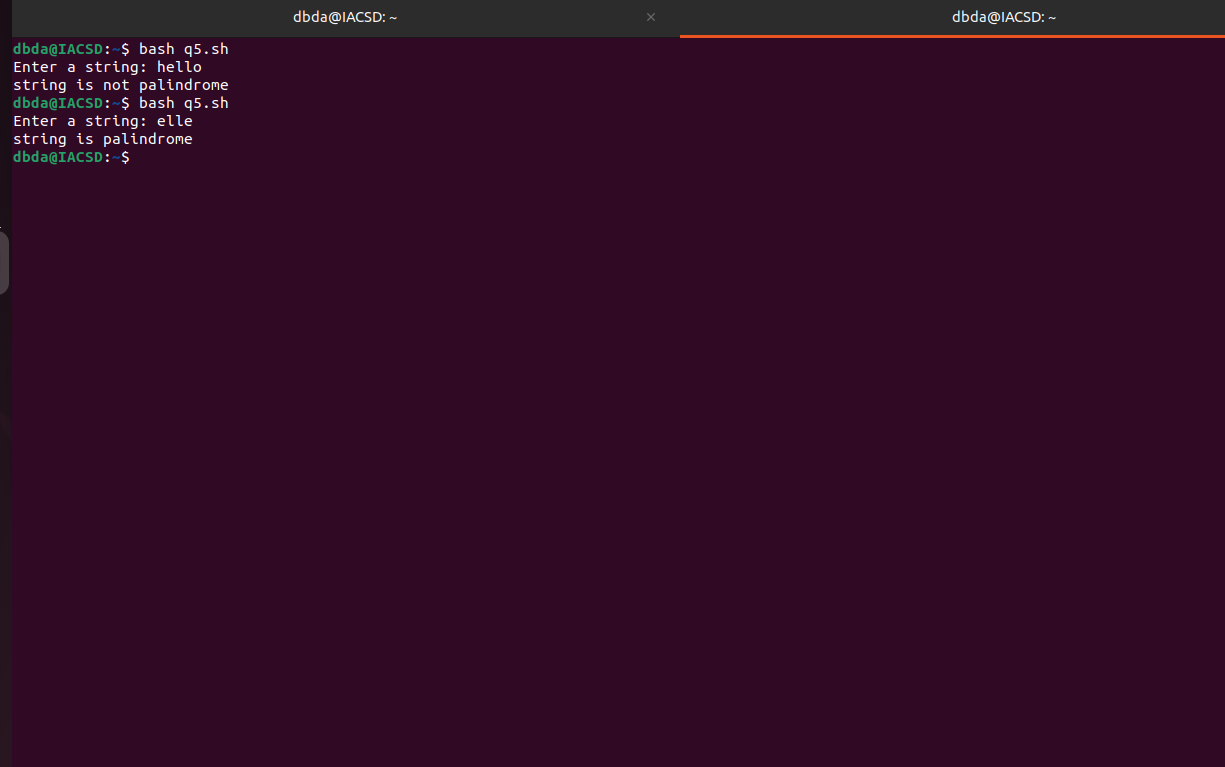 dbda@IACSD: ~ × dbda@IACSD: ~
dbda@IACSD:~$ bash q5.sh
Enter a string: hello
string is not palindrome
dbda@IACSD:~$ bash q5.sh
Enter a string: elle
string is palindrome
dbda@IACSD:~$